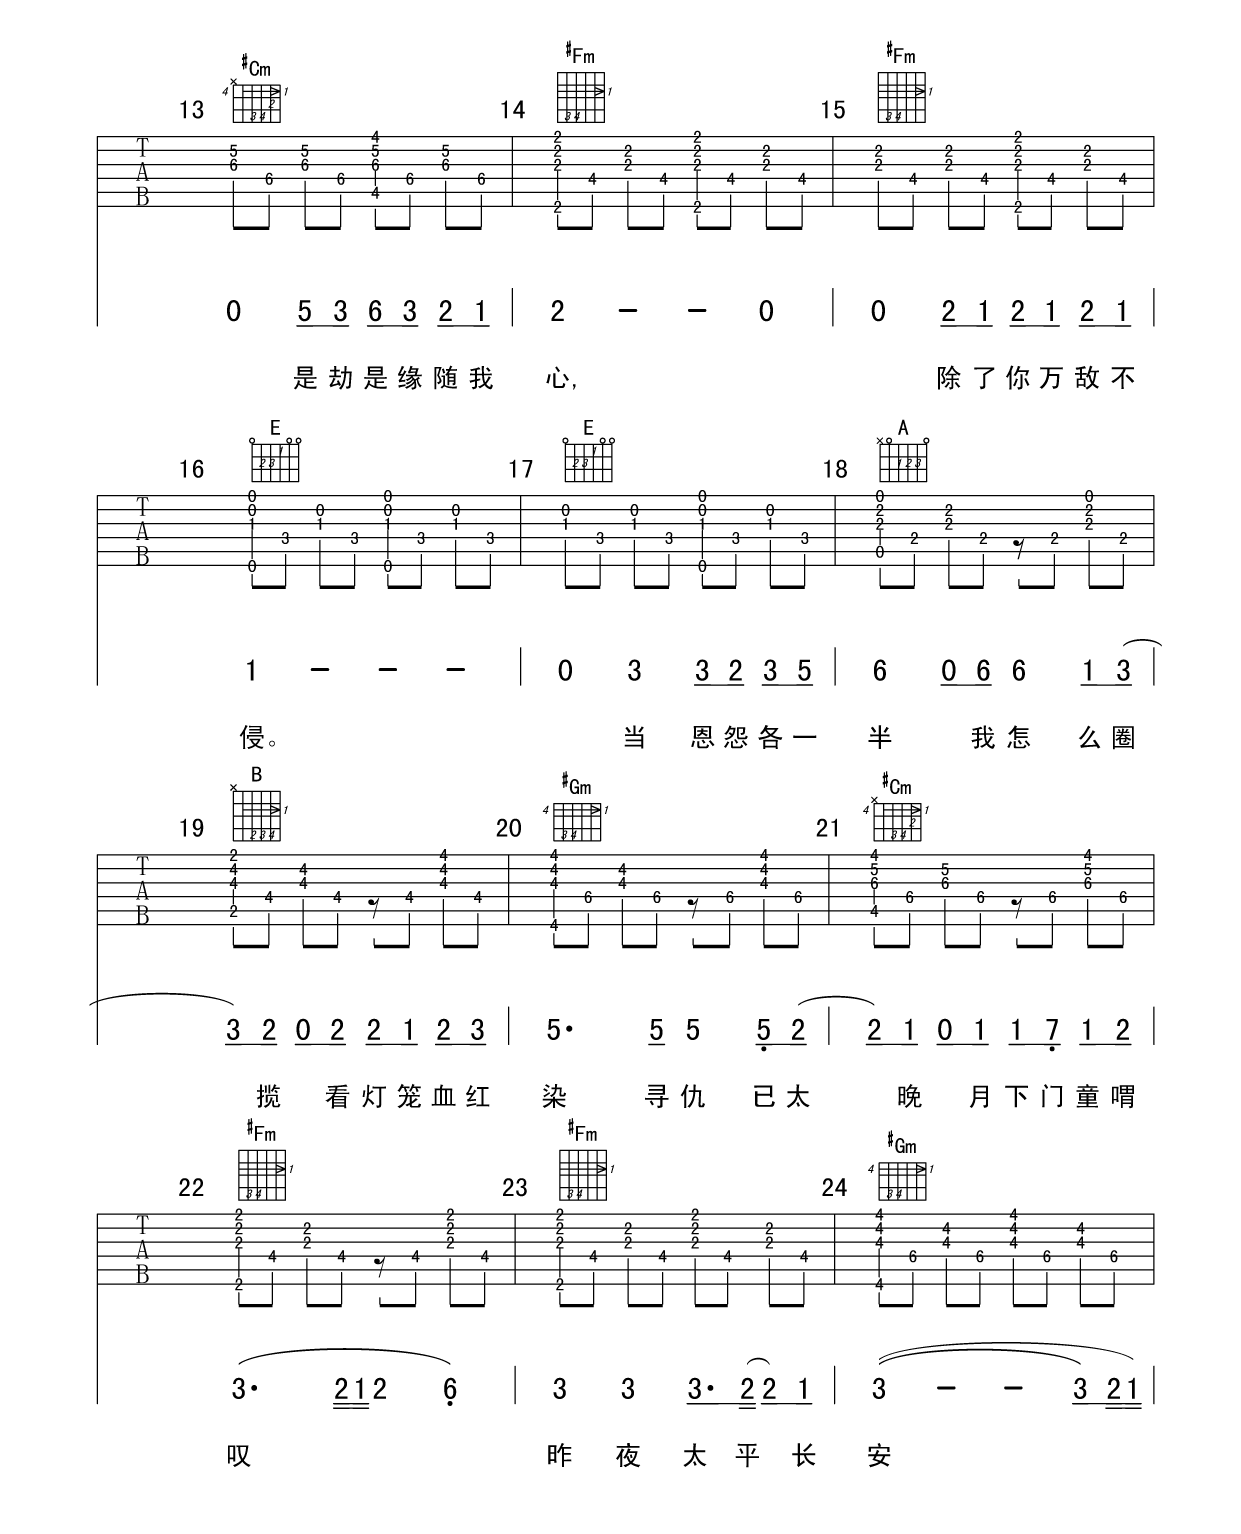 #Cm #Fm #Fm
13 14 15
0 5 3 6 3 2 1 2 - - 0 0 2 1 2 1 2 1
是劫是缘随我 心, 除了你万敌不
E E A
16 17 18
1 - - - 0 3 3 2 3 5 6 0 6 6 1 3
侵。 当 恩怨各一 半 我怎 么圈
B #Gm #Cm
19 20 21
3 2 0 2 2 1 2 3 5· 5 5 5 2 2 1 0 1 1 7 1 2
揽 看灯笼血红 染 寻仇 已太 晚 月下门童喟
#Fm #Fm #Gm
22 23 24
3· 2 1 2 6 3 3 3· 2 2 1 3 - - 3 2 1
叹 昨 夜 太 平 长 安